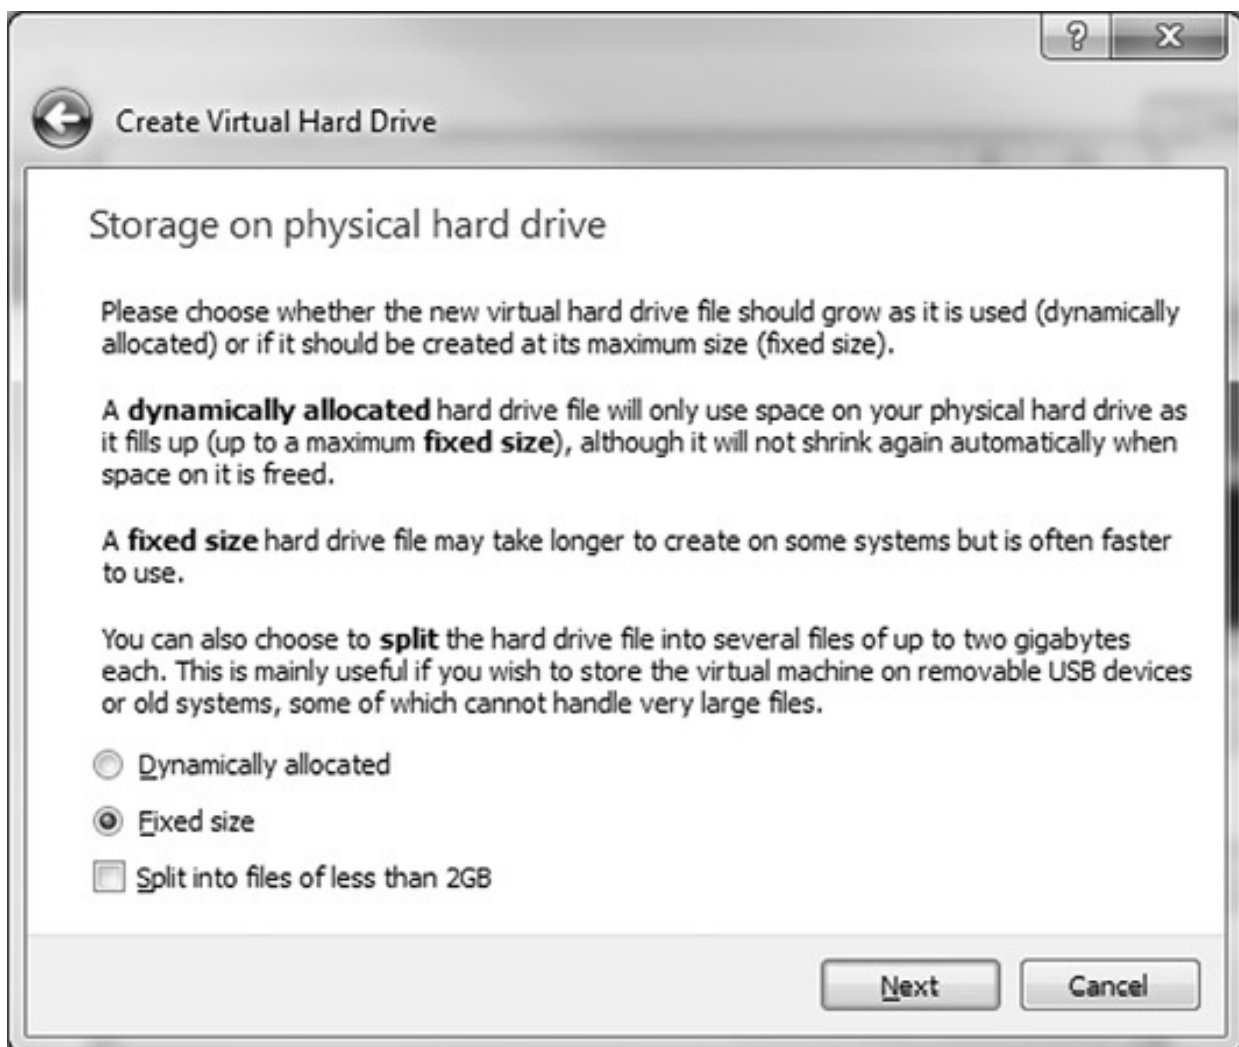 ?
Create Virtual Hard Drive
Storage on physical hard drive
Please choose whether the new virtual hard drive file should grow as it is used (dynamically
allocated) or if it should be created at its maximum size (fixed size).
A dynamically allocated hard drive file will only use space on your physical hard drive as
it fills up (up to a maximum fixed size), although it will not shrink again automatically when
space on it is freed.
A fixed size hard drive file may take longer to create on some systems but is often faster
to use.
You can also choose to split the hard drive file into several files of up to two gigabytes
each. This is mainly useful if you wish to store the virtual machine on removable USB devices
or old systems, some of which cannot handle very large files.
Dynamically allocated
Fixed size
Split into files of less than 2GB
Next Cancel